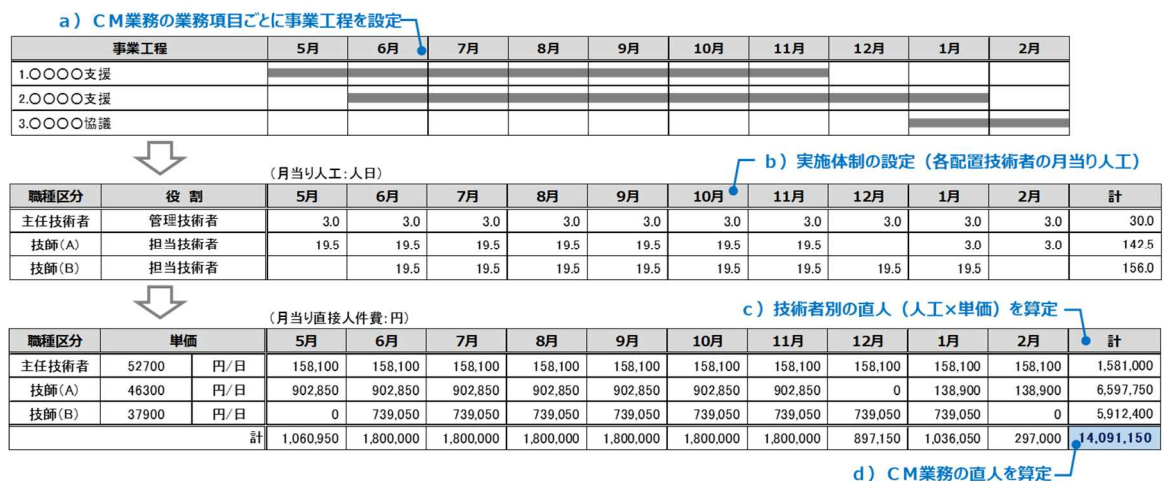 a）ＣＭ業務の業務項目ごとに事業工程を設定
事業工程 5月 6月 7月 8月 9月 10月 11月 12月 1月 2月
1.〇〇〇〇支援
2.〇〇〇〇支援
3.〇〇〇〇協議
b）実施体制の設定（各配置技術者の月当り人工）
（月当り人工：人日）
職種区分 役 割 5月 6月 7月 8月 9月 10月 11月 12月 1月 2月 計
主任技術者 管理技術者 3.0 3.0 3.0 3.0 3.0 3.0 3.0 3.0 3.0 3.0 30.0
技師（A） 担当技術者 19.5 19.5 19.5 19.5 19.5 19.5 19.5 3.0 3.0 142.5
技師（B） 担当技術者 19.5 19.5 19.5 19.5 19.5 19.5 19.5 19.5 156.0
c）技術者別の直人（人工×単価）を算定
（月当り直接人件費：円）
職種区分 単価 5月 6月 7月 8月 9月 10月 11月 12月 1月 2月 計
主任技術者 52700 円/日 158,100 158,100 158,100 158,100 158,100 158,100 158,100 158,100 158,100 158,100 1,581,000
技師（A） 46300 円/日 902,850 902,850 902,850 902,850 902,850 902,850 902,850 0 138,900 138,900 6,597,750
技師（B） 37900 円/日 0 739,050 739,050 739,050 739,050 739,050 739,050 739,050 739,050 0 5,912,400
計 1,060,950 1,800,000 1,800,000 1,800,000 1,800,000 1,800,000 1,800,000 897,150 1,036,050 297,000 14,091,150
d）ＣＭ業務の直人を算定